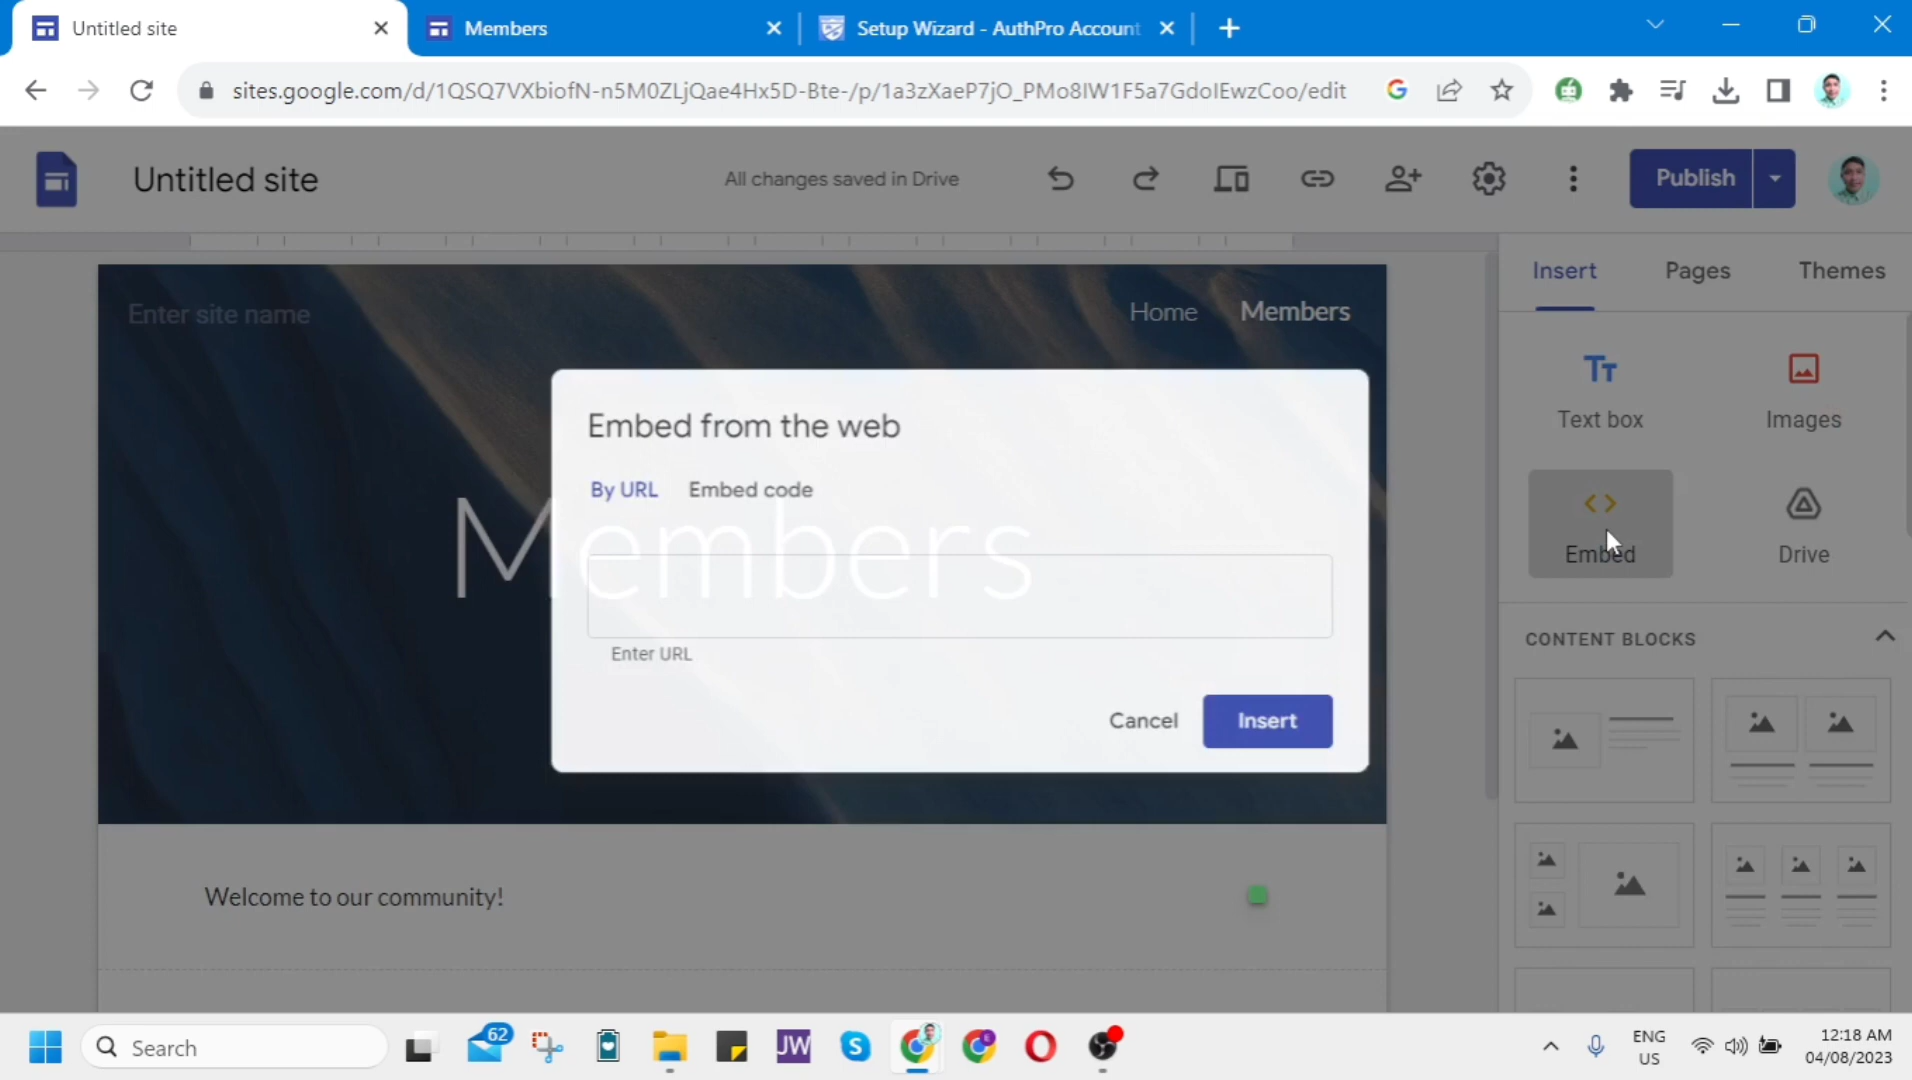 Untitled site
Members
Setup Wizard - AuthPro Account
sites.google.com/d/1QSQ7VXbiofN-n5M0ZLjQae4Hx5D-Bte-/p/1a3zXaeP7jO_PMo8IW1F5a7GdoIEwzCoo/edit
Untitled site
All changes saved in Drive
Publish
Insert
Pages
Themes
Enter site name
Home
Members
Text box
Images
Embed from the web
By URL
Embed code
Members
Embed
Drive
Enter URL
CONTENT BLOCKS
Cancel
Insert
Welcome to our community!
Search
62
JW
S
ENG
US
12:18 AM
04/08/2023